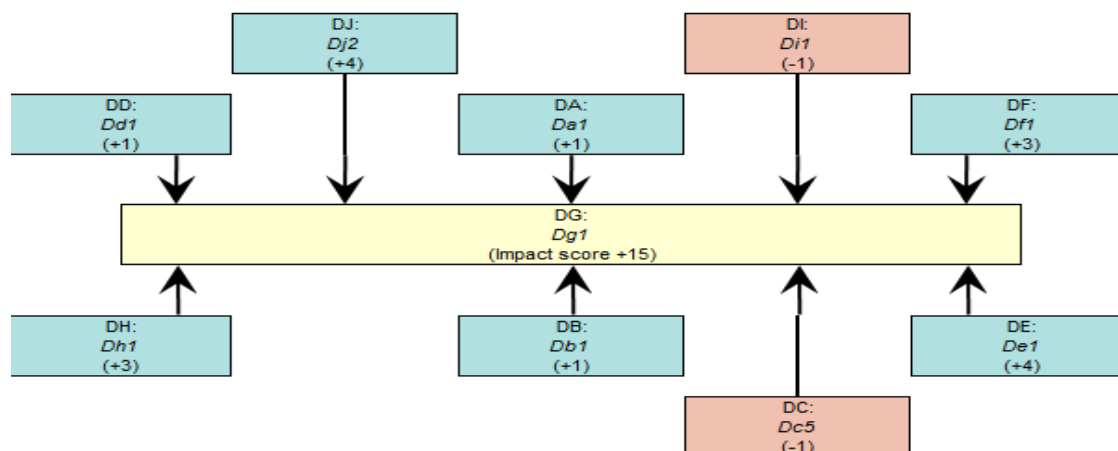 DJ:
Dj2
(+4)
DI:
Di1
(-1)
DD:
Dd1
(+1)
DA:
Da1
(+1)
DF:
Df1
(+3)
DG:
Dg1
(Impact score +15)
DH:
Dh1
(+3)
DB:
Db1
(+1)
DE:
De1
(+4)
DC:
Dc5
(-1)